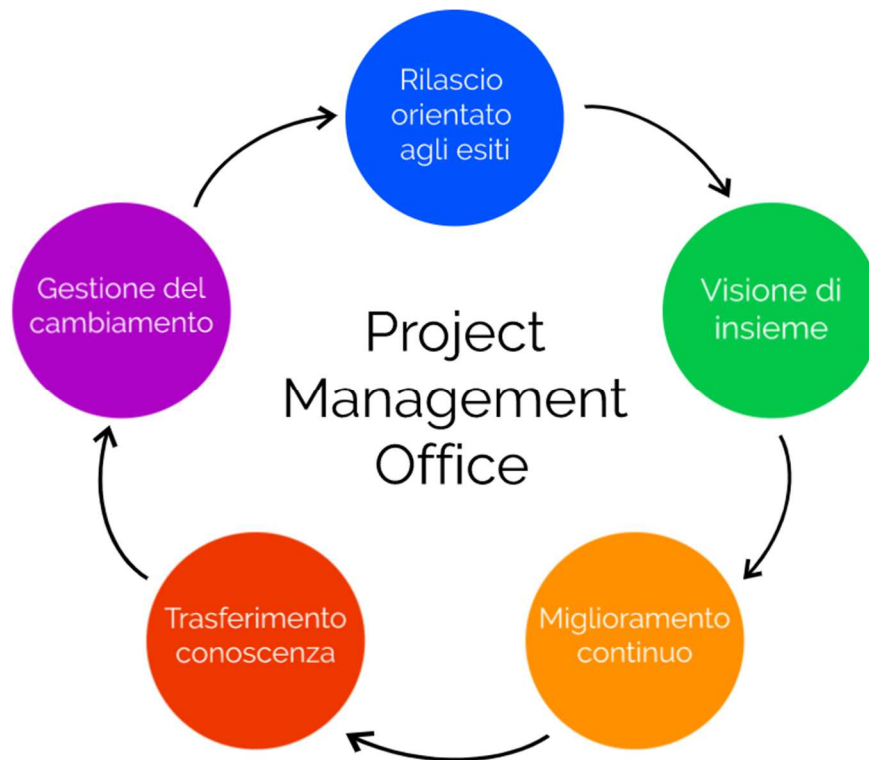 Rilascio
orientato
agli esiti
Gestione del
cambiamento
Visione di
insieme
Project
Management
Office
Trasferimento
conoscenza
Miglioramento
continuo